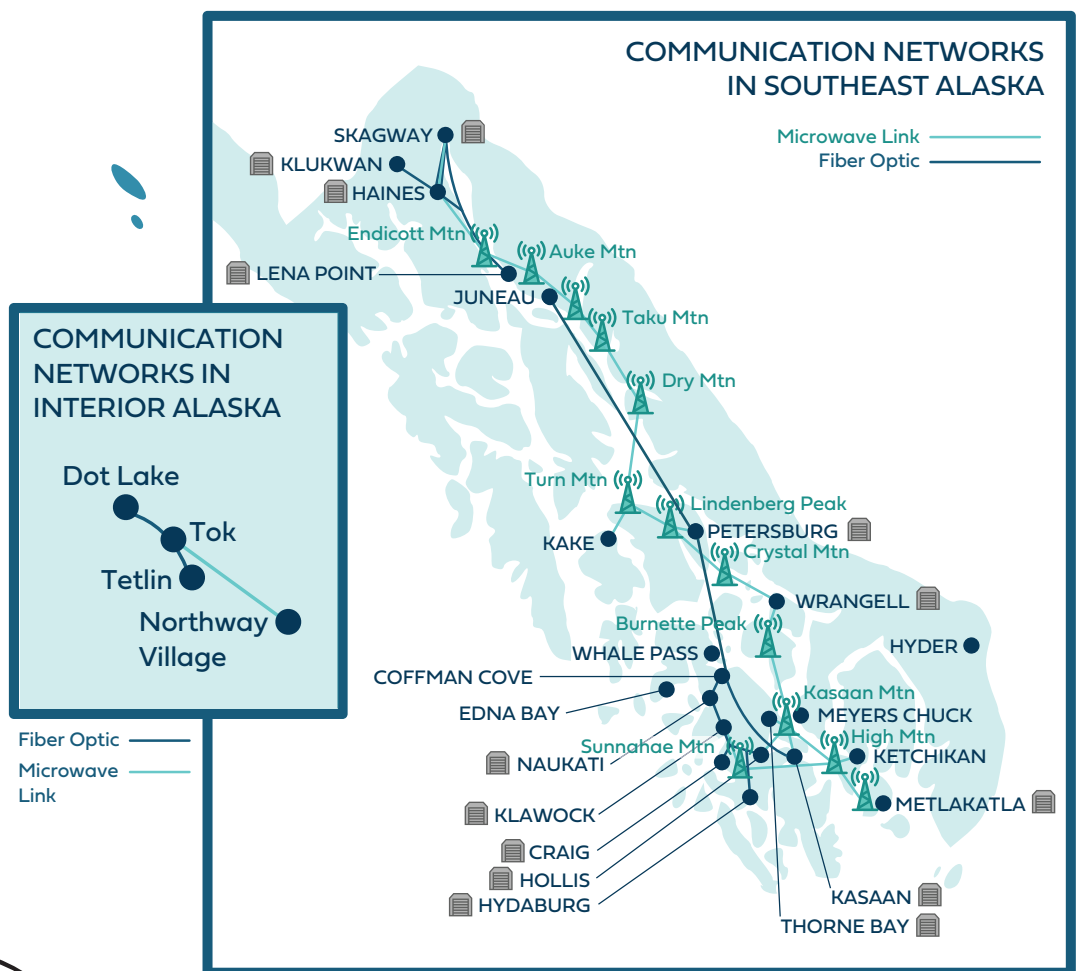 COMMUNICATION NETWORKS
IN SOUTHEAST ALASKA
Microwave Link
Fiber Optic
SKAGWAY
KLUKWAN
HAINES
Endicott Mtn
Auke Mtn
LENA POINT
JUNEAU
Taku Mtn
Dry Mtn
Turn Mtn
Lindenberg Peak
PETERSBURG
KAKE
Crystal Mtn
WRANGELL
Burnette Peak
HYDER
WHALE PASS
COFFMAN COVE
EDNA BAY
Kasaan Mtn
MEYERS CHUCK
High Mtn
Sunnahae Mtn
KETCHIKAN
NAUKATI
METLAKATLA
KLAWOCK
CRAIG
HOLLIS
HYDABURG
KASAAN
THORNE BAY
COMMUNICATION
NETWORKS IN
INTERIOR ALASKA
Dot Lake
Tok
Tetlin
Northway
Village
Fiber Optic
Microwave
Link